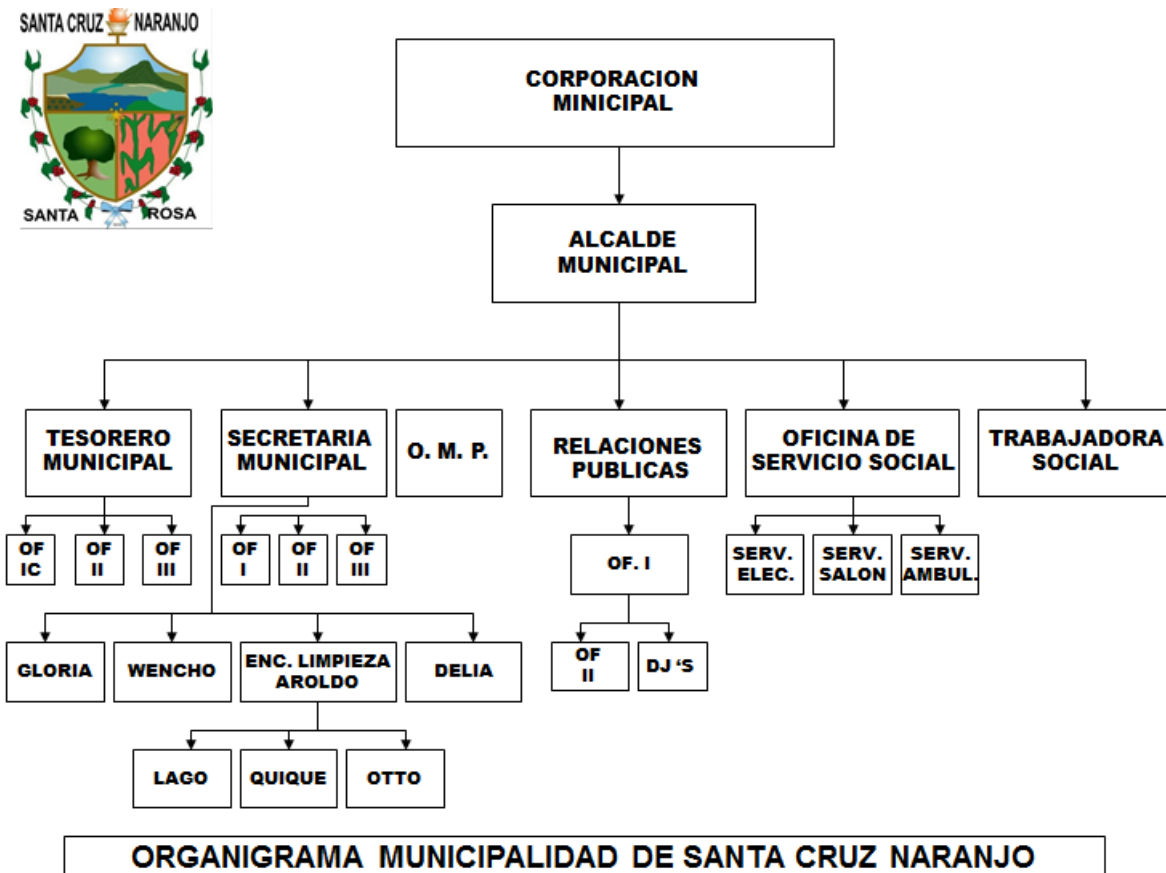 SANTA CRUZ NARANJO
SANTA ROSA
CORPORACION
MINICIPAL
ALCALDE
MUNICIPAL
TESORERO
MUNICIPAL
SECRETARIA
MUNICIPAL
O. M. P.
RELACIONES
PUBLICAS
OFICINA DE
SERVICIO SOCIAL
TRABAJADORA
SOCIAL
OF
IC
OF
II
OF
III
OF
I
OF
II
OF
III
OF. I
SERV.
ELEC.
SERV.
SALON
SERV.
AMBUL.
GLORIA
WENCHO
ENC. LIMPIEZA
AROLDO
DELIA
OF
II
DJ ‘S
LAGO
QUIQUE
OTTO
ORGANIGRAMA MUNICIPALIDAD DE SANTA CRUZ NARANJO